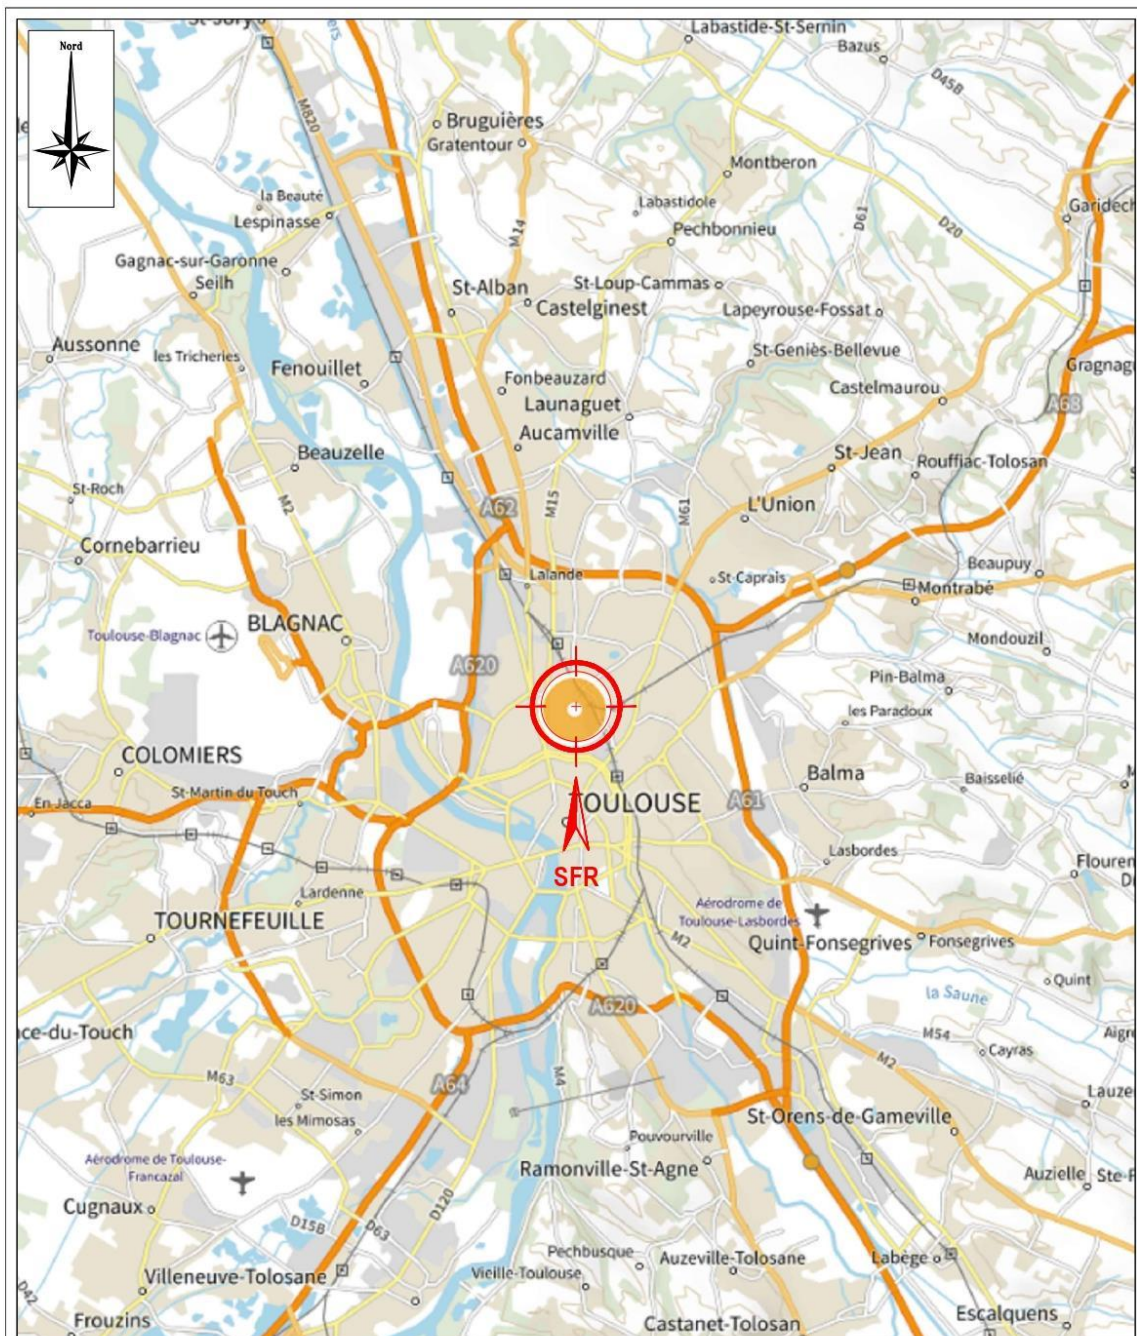 Nord
Labastide-St-Sernin
Bazus
D45B
M820
Bruguières
Gratentour
Montberon
la Beauté
Lespinasse
Labastidole
D61
Garidech
M14
Pechbonnieu
D20
Gagnac-sur-Garonne
Seilh
St-Alban
Castelginest
St-Loup-Cammas
Lapeyrouse-Fossat
Aussonne
les Tricheries
Fenouillet
St-Geniès-Bellevue
Gragnagu
Fonbeauzard
Castelmaurou
Launaguet
A68
Aucamville
Beauzelle
St-Jean
Rouffiac-Tolosan
St-Roch
M2
A62
M15
M61
L'Union
Cornebarrieu
Lalande
St-Caprais
Beaupuy
Montrabé
BLAGNAC
Toulouse-Blagnac
Mondouzil
A620
Pin-Balma
les Paradoux
COLOMIERS
Balma
Baisselié
St-Martin du Touch
En Jacca
TOULOUSE
A61
SFR
Lasbordes
Flouren
Lardenne
TOURNEFEUILLE
Aérodrome de
Toulouse-Lasbordes
M2
Quint-Fonsegrives
Fonsegrives
Quint
la Saune
A620
nce-du-Touch
M54
Aigre
Cayras
M2
M63
M4
A64
St-Simon
les Mimosas
Lauze
St-Orens-de-Gameville
Pouvourville
Ramonville-St-Agne
Aérodrome de Toulouse-
Francazal
Auzielle
Cugnaux
D120
D15B
D63
Pechbusque
Auzeville-Tolosane
Labège
Villeneuve-Tolosane
Vieille-Toulouse
D42
Frouzins
Castanet-Tolosan
Escalquens